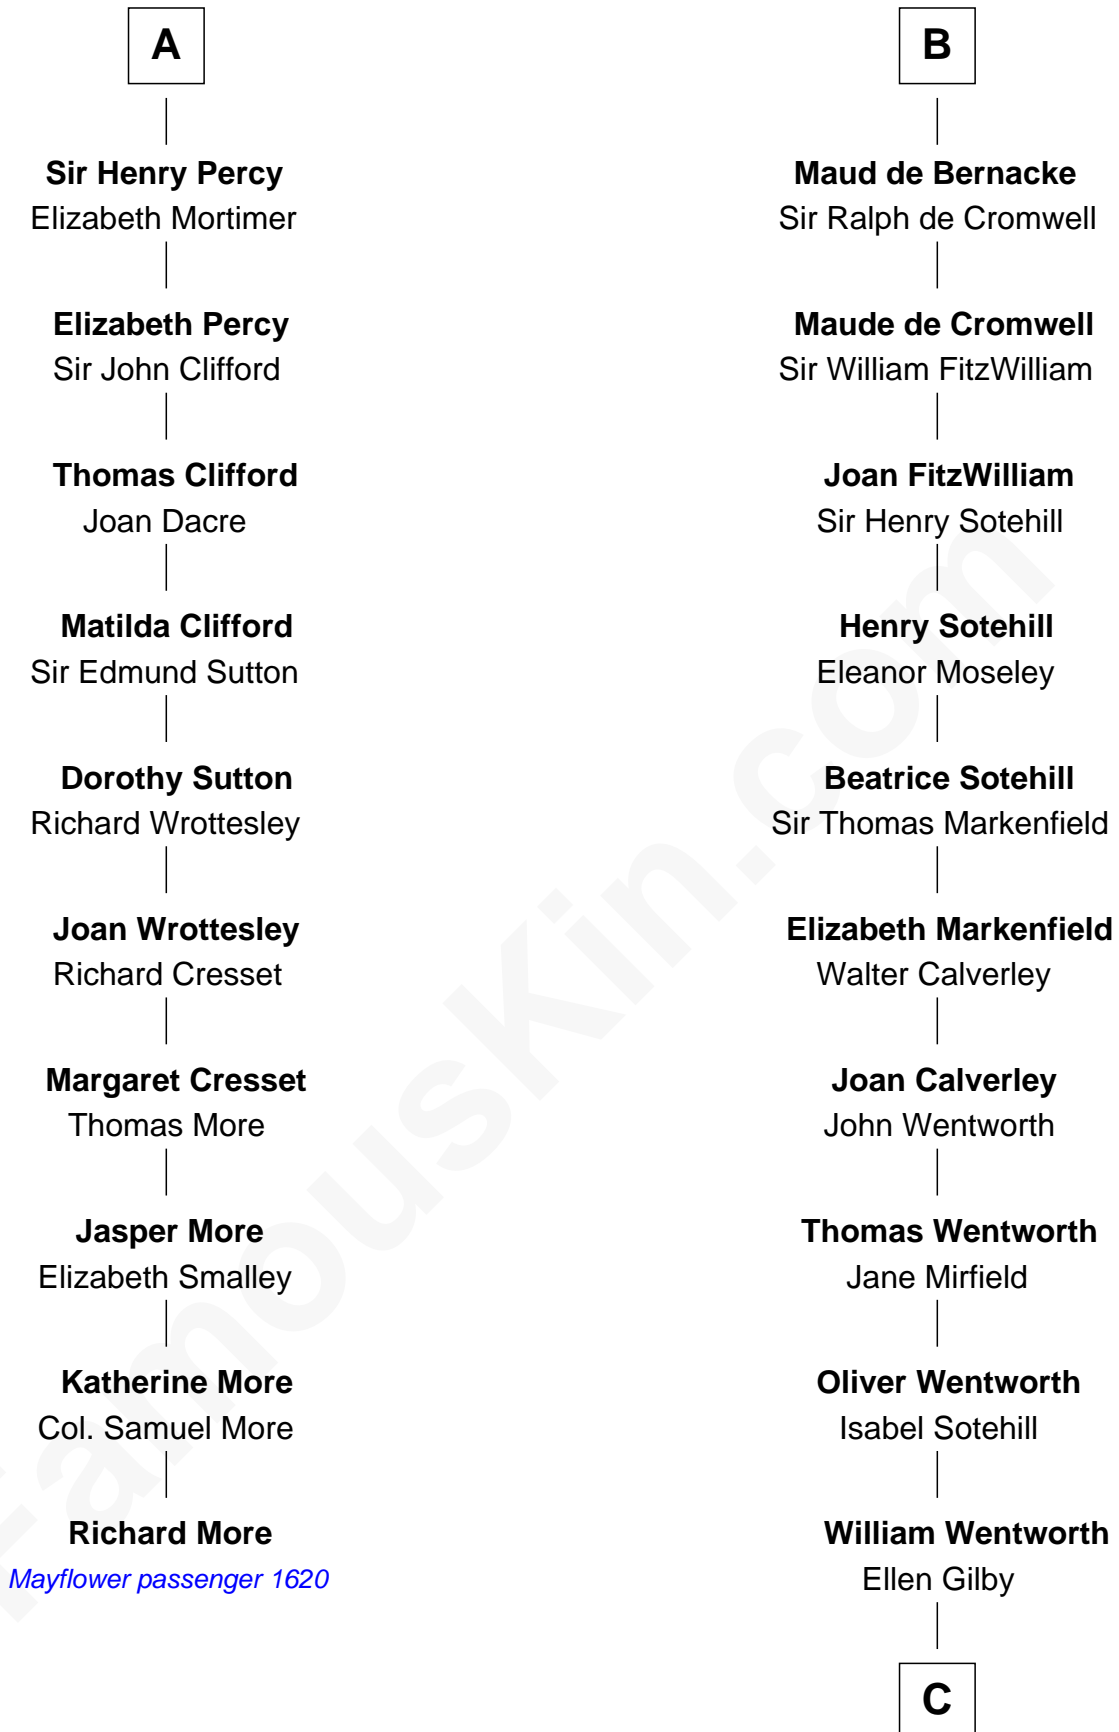 A
Sir Henry Percy
Elizabeth Mortimer
Elizabeth Percy
Sir John Clifford
Thomas Clifford
Joan Dacre
Matilda Clifford
Sir Edmund Sutton
Dorothy Sutton
Richard Wrottesley
Joan Wrottesley
Richard Cresset
Margaret Cresset
Thomas More
Jasper More
Elizabeth Smalley
Katherine More
Col. Samuel More
Richard More
Mayflower passenger 1620
B
Maud de Bernacke
Sir Ralph de Cromwell
Maude de Cromwell
Sir William FitzWilliam
Joan FitzWilliam
Sir Henry Sotehill
Henry Sotehill
Eleanor Moseley
Beatrice Sotehill
Sir Thomas Markenfield
Elizabeth Markenfield
Walter Calverley
Joan Calverley
John Wentworth
Thomas Wentworth
Jane Mirfield
Oliver Wentworth
Isabel Sotehill
William Wentworth
Ellen Gilby
C
FamousKin.com